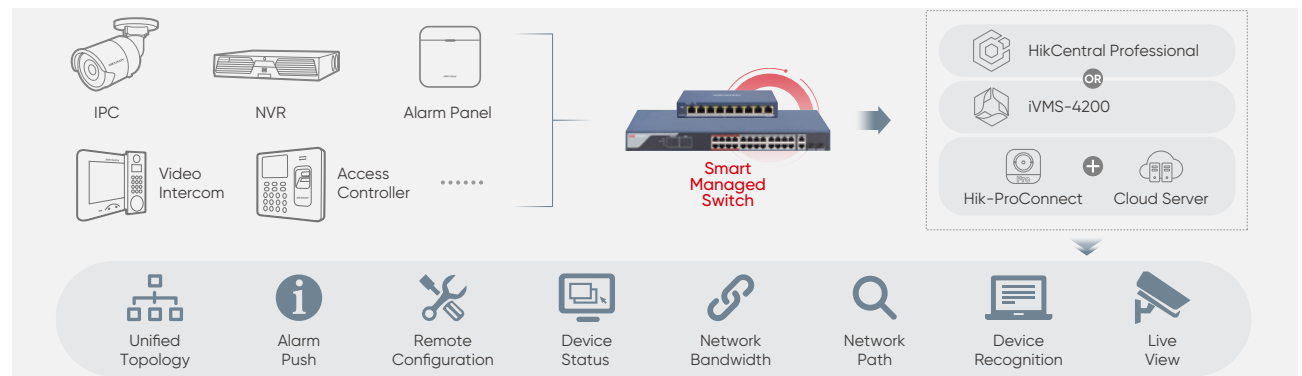 IPC
NVR
Alarm Panel
Video
Intercom
Access
Controller
......
Smart
Managed
Switch
HikCentral Professional
OR
iVMS-4200
Pro
Hik-ProConnect
+
Cloud Server
Unified
Topology
Alarm
Push
Remote
Configuration
Device
Status
Network
Bandwidth
Network
Path
Device
Recognition
Live
View